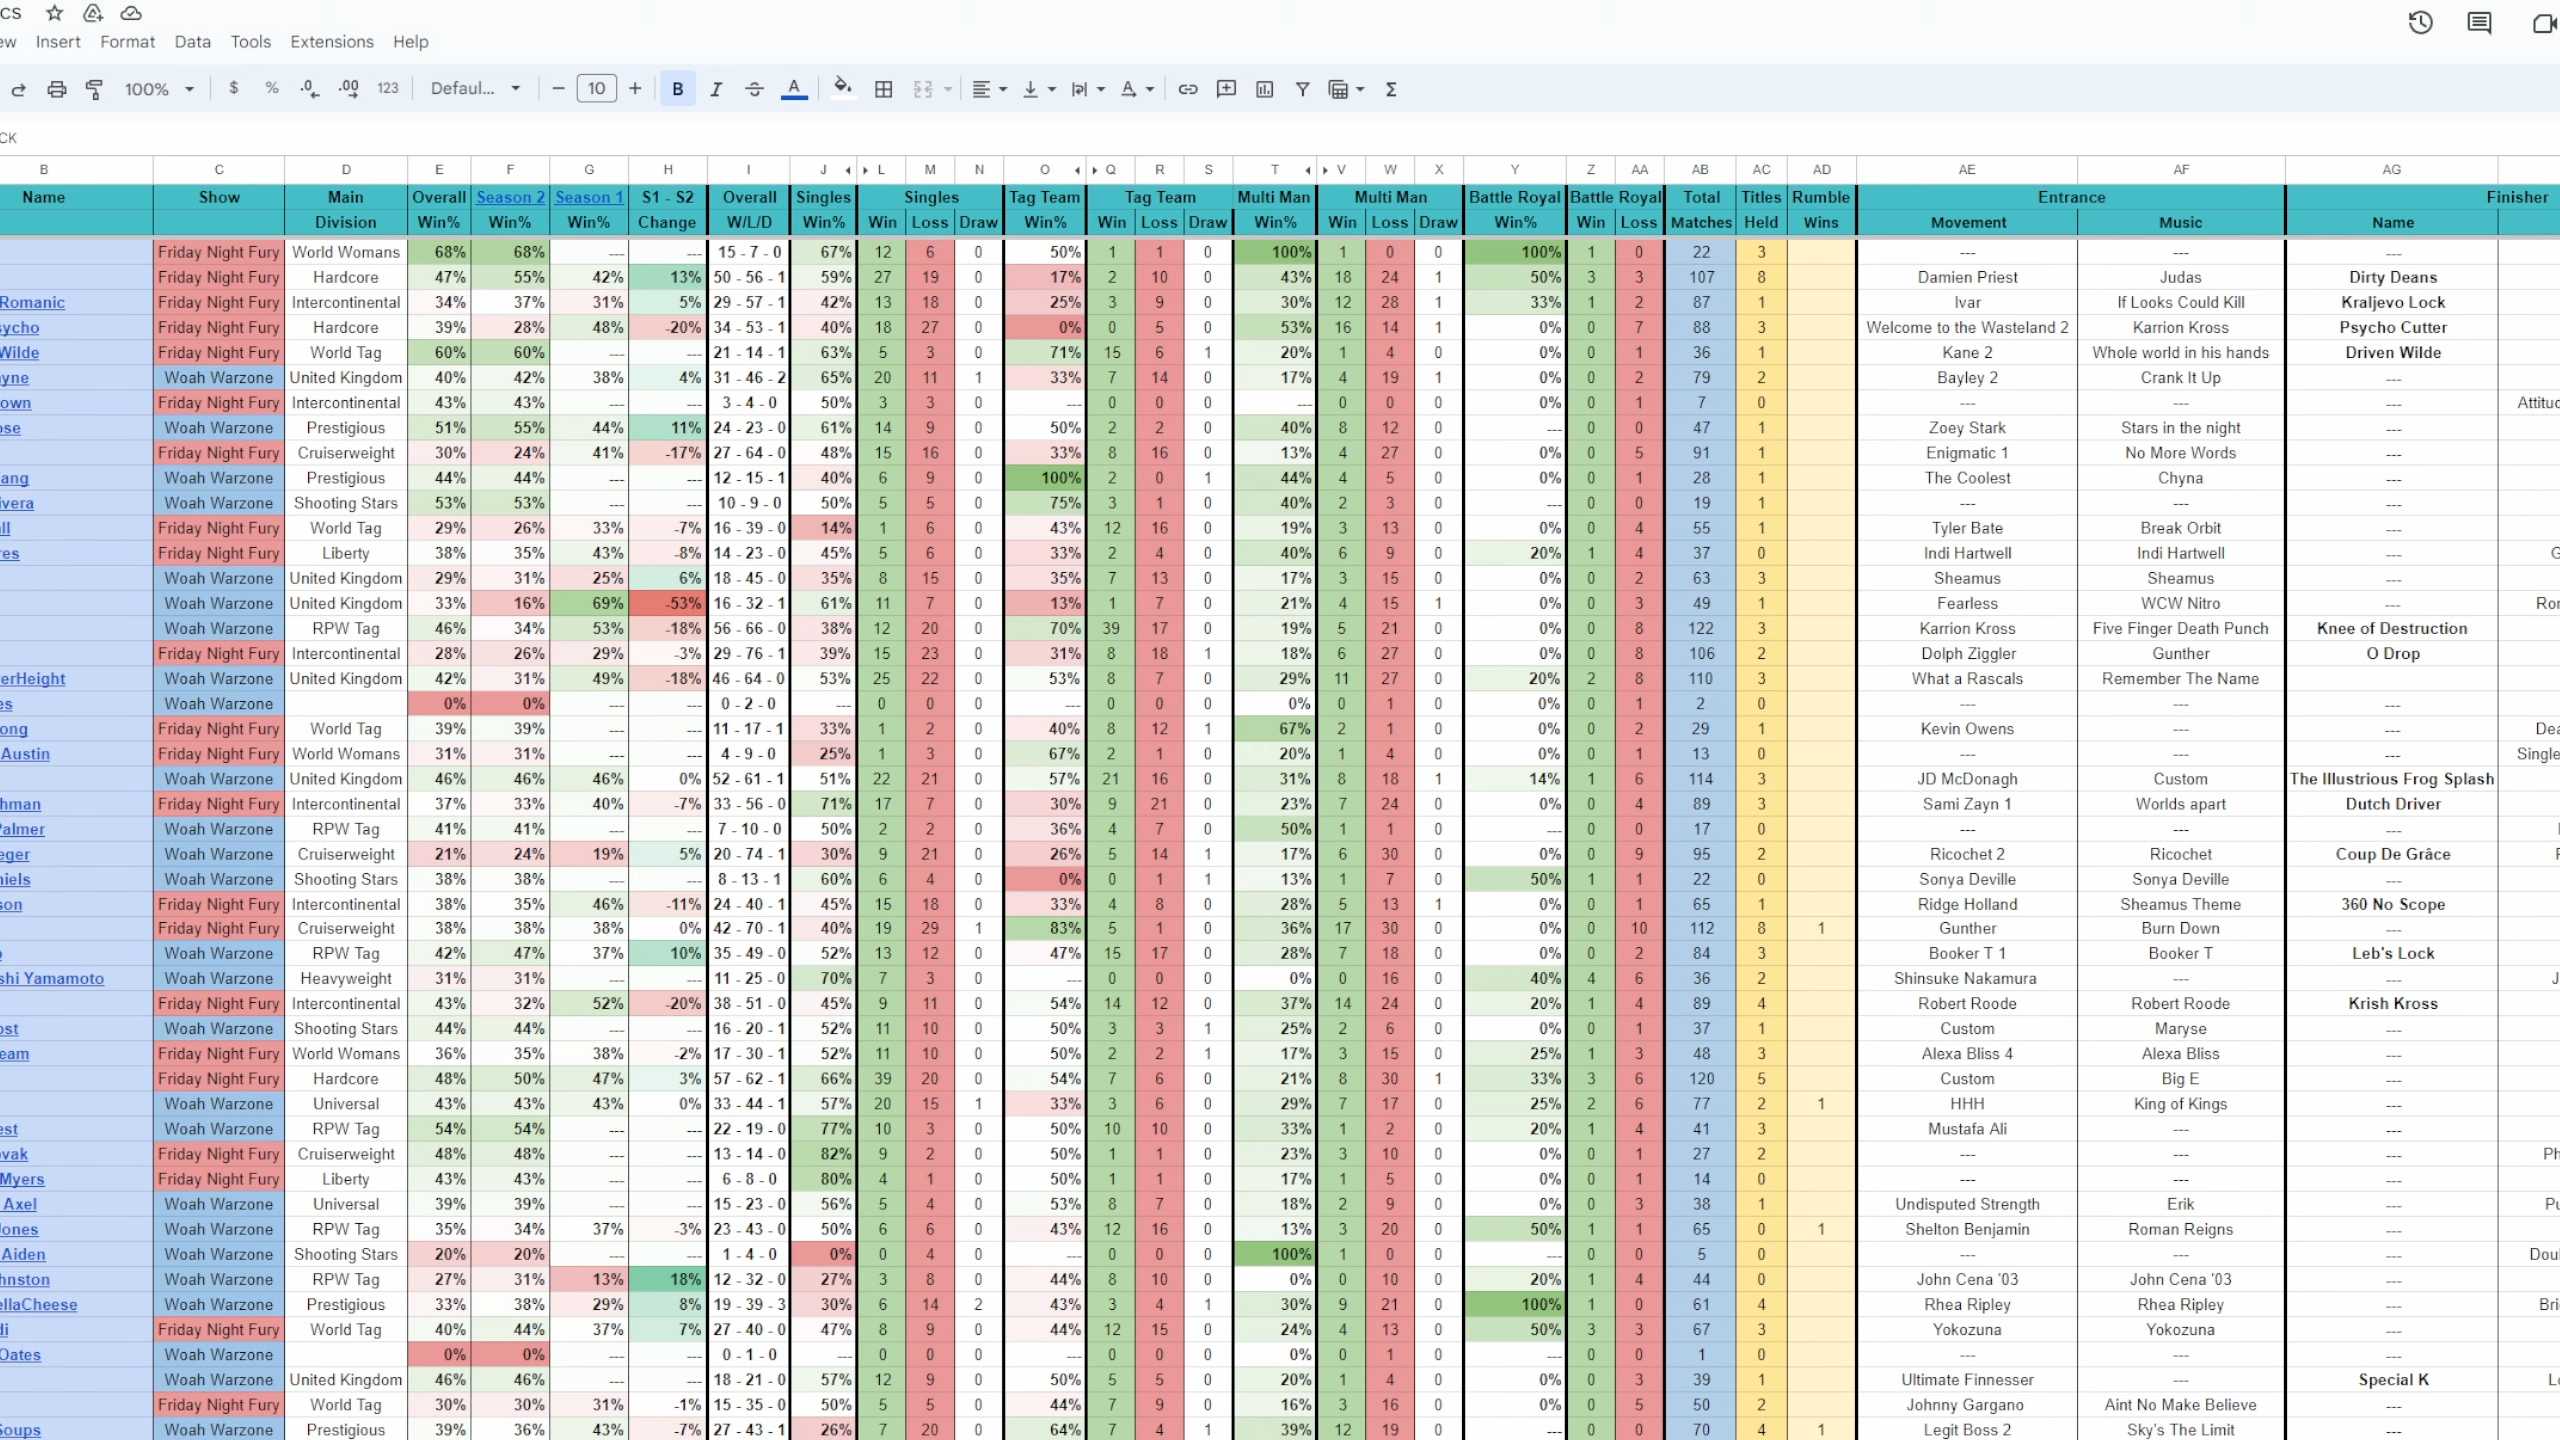 CS
ew Insert Format Data Tools Extensions Help
100% $ % .0 .00 123 Defaul... − 10 + B I A Σ
CK
B C D E F G H I J L M N O Q R S T V W X Y Z AA AB AC AD AE AF AG
Name Show Main Overall Season 2 Season 1 S1 - S2 Overall Singles Singles Tag Team Tag Team Multi Man Multi Man Battle Royal Battle Royal Total Titles Rumble Entrance Finisher
Division Win% Win% Win% Change W/L/D Win% Win Loss Draw Win% Win Loss Draw Win% Win Loss Draw Win% Win Loss Matches Held Wins Movement Music Name
Friday Night Fury World Womans 68% 68% --- --- 15 - 7 - 0 67% 12 6 0 50% 1 1 0 100% 1 0 0 100% 1 0 22 3 --- --- ---
Friday Night Fury Hardcore 47% 55% 42% 13% 50 - 56 - 1 59% 27 19 0 17% 2 10 0 43% 18 24 1 50% 3 3 107 8 Damien Priest Judas Dirty Deans
Romanic Friday Night Fury Intercontinental 34% 37% 31% 5% 29 - 57 - 1 42% 13 18 0 25% 3 9 0 30% 12 28 1 33% 1 2 87 1 Ivar If Looks Could Kill Kraljevo Lock
sycho Friday Night Fury Hardcore 39% 28% 48% -20% 34 - 53 - 1 40% 18 27 0 0% 0 5 0 53% 16 14 1 0% 0 7 88 3 Welcome to the Wasteland 2 Karrion Kross Psycho Cutter
Wilde Friday Night Fury World Tag 60% 60% --- --- 21 - 14 - 1 63% 5 3 0 71% 15 6 1 20% 1 4 0 0% 0 1 36 1 Kane 2 Whole world in his hands Driven Wilde
yne Woah Warzone United Kingdom 40% 42% 38% 4% 31 - 46 - 2 65% 20 11 1 33% 7 14 0 17% 4 19 1 0% 0 2 79 2 Bayley 2 Crank It Up ---
own Friday Night Fury Intercontinental 43% 43% --- --- 3 - 4 - 0 50% 3 3 0 --- 0 0 0 --- 0 0 0 0% 0 1 7 0 --- --- --- Attituc
ose Woah Warzone Prestigious 51% 55% 44% 11% 24 - 23 - 0 61% 14 9 0 50% 2 2 0 40% 8 12 0 --- 0 0 47 1 Zoey Stark Stars in the night ---
Friday Night Fury Cruiserweight 30% 24% 41% -17% 27 - 64 - 0 48% 15 16 0 33% 8 16 0 13% 4 27 0 0% 0 5 91 1 Enigmatic 1 No More Words ---
ang Woah Warzone Prestigious 44% 44% --- --- 12 - 15 - 1 40% 6 9 0 100% 2 0 1 44% 4 5 0 0% 0 1 28 1 The Coolest Chyna ---
ivera Woah Warzone Shooting Stars 53% 53% --- --- 10 - 9 - 0 50% 5 5 0 75% 3 1 0 40% 2 3 0 --- 0 0 19 1 --- --- ---
ll Friday Night Fury World Tag 29% 26% 33% -7% 16 - 39 - 0 14% 1 6 0 43% 12 16 0 19% 3 13 0 0% 0 4 55 1 Tyler Bate Break Orbit ---
res Friday Night Fury Liberty 38% 35% 43% -8% 14 - 23 - 0 45% 5 6 0 33% 2 4 0 40% 6 9 0 20% 1 4 37 0 Indi Hartwell Indi Hartwell --- G
Woah Warzone United Kingdom 29% 31% 25% 6% 18 - 45 - 0 35% 8 15 0 35% 7 13 0 17% 3 15 0 0% 0 2 63 3 Sheamus Sheamus ---
Woah Warzone United Kingdom 33% 16% 69% -53% 16 - 32 - 1 61% 11 7 0 13% 1 7 0 21% 4 15 1 0% 0 3 49 1 Fearless WCW Nitro --- Ror
Woah Warzone RPW Tag 46% 34% 53% -18% 56 - 66 - 0 38% 12 20 0 70% 39 17 0 19% 5 21 0 0% 0 8 122 3 Karrion Kross Five Finger Death Punch Knee of Destruction
Friday Night Fury Intercontinental 28% 26% 29% -3% 29 - 76 - 1 39% 15 23 0 31% 8 18 1 18% 6 27 0 0% 0 8 106 2 Dolph Ziggler Gunther O Drop
erHeight Woah Warzone United Kingdom 42% 31% 49% -18% 46 - 64 - 0 53% 25 22 0 53% 8 7 0 29% 11 27 0 20% 2 8 110 3 What a Rascals Remember The Name
es Woah Warzone 0% 0% --- --- 0 - 2 - 0 --- 0 0 0 --- 0 0 0 0% 0 1 0 0% 0 1 2 0 --- --- ---
ong Friday Night Fury World Tag 39% 39% --- --- 11 - 17 - 1 33% 1 2 0 40% 8 12 1 67% 2 1 0 0% 0 2 29 1 Kevin Owens --- --- Dea
Austin Friday Night Fury World Womans 31% 31% --- --- 4 - 9 - 0 25% 1 3 0 67% 2 1 0 20% 1 4 0 0% 0 1 13 0 --- --- --- Single
Woah Warzone United Kingdom 46% 46% 46% 0% 52 - 61 - 1 51% 22 21 0 57% 21 16 0 31% 8 18 1 14% 1 6 114 3 JD McDonagh Custom The Illustrious Frog Splash
hman Friday Night Fury Intercontinental 37% 33% 40% -7% 33 - 56 - 0 71% 17 7 0 30% 9 21 0 23% 7 24 0 0% 0 4 89 3 Sami Zayn 1 Worlds apart Dutch Driver
Palmer Woah Warzone RPW Tag 41% 41% --- --- 7 - 10 - 0 50% 2 2 0 36% 4 7 0 50% 1 1 0 --- 0 0 17 0 --- --- ---
eger Woah Warzone Cruiserweight 21% 24% 19% 5% 20 - 74 - 1 30% 9 21 0 26% 5 14 1 17% 6 30 0 0% 0 9 95 2 Ricochet 2 Ricochet Coup De Grâce
niels Woah Warzone Shooting Stars 38% 38% --- --- 8 - 13 - 1 60% 6 4 0 0% 0 1 1 13% 1 7 0 50% 1 1 22 0 Sonya Deville Sonya Deville ---
son Friday Night Fury Intercontinental 38% 35% 46% -11% 24 - 40 - 1 45% 15 18 0 33% 4 8 0 28% 5 13 1 0% 0 1 65 1 Ridge Holland Sheamus Theme 360 No Scope
Friday Night Fury Cruiserweight 38% 38% 38% 0% 42 - 70 - 1 40% 19 29 1 83% 5 1 0 36% 17 30 0 0% 0 10 112 8 1 Gunther Burn Down ---
Woah Warzone RPW Tag 42% 47% 37% 10% 35 - 49 - 0 52% 13 12 0 47% 15 17 0 28% 7 18 0 0% 0 2 84 3 Booker T 1 Booker T Leb's Lock
shi Yamamoto Woah Warzone Heavyweight 31% 31% --- --- 11 - 25 - 0 70% 7 3 0 --- 0 0 0 0% 0 16 0 40% 4 6 36 2 Shinsuke Nakamura --- --- J
Friday Night Fury Intercontinental 43% 32% 52% -20% 38 - 51 - 0 45% 9 11 0 54% 14 12 0 37% 14 24 0 20% 1 4 89 4 Robert Roode Robert Roode Krish Kross
ost Woah Warzone Shooting Stars 44% 44% --- --- 16 - 20 - 1 52% 11 10 0 50% 3 3 1 25% 2 6 0 0% 0 1 37 1 Custom Maryse ---
eam Friday Night Fury World Womans 36% 35% 38% -2% 17 - 30 - 1 52% 11 10 0 50% 2 2 1 17% 3 15 0 25% 1 3 48 3 Alexa Bliss 4 Alexa Bliss ---
Friday Night Fury Hardcore 48% 50% 47% 3% 57 - 62 - 1 66% 39 20 0 54% 7 6 0 21% 8 30 1 33% 3 6 120 5 Custom Big E ---
Woah Warzone Universal 43% 43% 43% 0% 33 - 44 - 1 57% 20 15 1 33% 3 6 0 29% 7 17 0 25% 2 6 77 2 1 HHH King of Kings ---
est Woah Warzone RPW Tag 54% 54% --- --- 22 - 19 - 0 77% 10 3 0 50% 10 10 0 33% 1 2 0 20% 1 4 41 3 Mustafa Ali --- ---
ovak Friday Night Fury Cruiserweight 48% 48% --- --- 13 - 14 - 0 82% 9 2 0 50% 1 1 0 23% 3 10 0 0% 0 1 27 2 --- --- --- Ph
Myers Friday Night Fury Liberty 43% 43% --- --- 6 - 8 - 0 80% 4 1 0 50% 1 1 0 17% 1 5 0 0% 0 1 14 0 --- --- ---
Axel Woah Warzone Universal 39% 39% --- --- 15 - 23 - 0 56% 5 4 0 53% 8 7 0 18% 2 9 0 0% 0 3 38 1 Undisputed Strength Erik --- Pu
Jones Woah Warzone RPW Tag 35% 34% 37% -3% 23 - 43 - 0 50% 6 6 0 43% 12 16 0 13% 3 20 0 50% 1 1 65 0 1 Shelton Benjamin Roman Reigns ---
Aiden Woah Warzone Shooting Stars 20% 20% --- --- 1 - 4 - 0 0% 0 4 0 --- 0 0 0 100% 1 0 0 --- 0 0 5 0 --- --- --- Doul
hnston Woah Warzone RPW Tag 27% 31% 13% 18% 12 - 32 - 0 27% 3 8 0 44% 8 10 0 0% 0 10 0 20% 1 4 44 0 John Cena '03 John Cena '03 ---
ellaCheese Woah Warzone Prestigious 33% 38% 29% 8% 19 - 39 - 3 30% 6 14 2 43% 3 4 1 30% 9 21 0 100% 1 0 61 4 Rhea Ripley Rhea Ripley --- Bri
di Friday Night Fury World Tag 40% 44% 37% 7% 27 - 40 - 0 47% 8 9 0 44% 12 15 0 24% 4 13 0 50% 3 3 67 3 Yokozuna Yokozuna ---
Oates Woah Warzone 0% 0% --- --- 0 - 1 - 0 --- 0 0 0 --- 0 0 0 0% 0 1 0 --- 0 0 1 0 --- --- ---
Woah Warzone United Kingdom 46% 46% --- --- 18 - 21 - 0 57% 12 9 0 50% 5 5 0 20% 1 4 0 0% 0 3 39 1 Ultimate Finnesser --- Special K Lo
Friday Night Fury World Tag 30% 30% 31% -1% 15 - 35 - 0 50% 5 5 0 44% 7 9 0 16% 3 16 0 0% 0 5 50 2 Johnny Gargano Aint No Make Believe ---
Soups Woah Warzone Prestigious 39% 36% 43% -7% 27 - 43 - 1 26% 7 20 0 64% 7 4 1 39% 12 19 0 --- 0 0 70 4 1 Legit Boss 2 Sky's The Limit ---